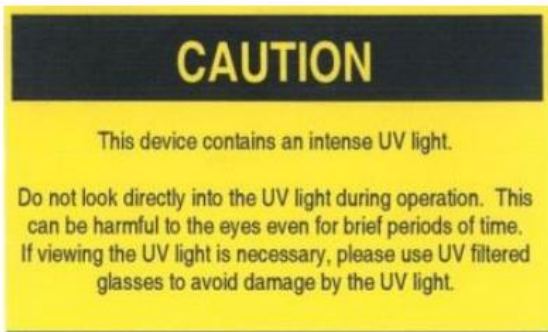 CAUTION
This device contains an intense UV light.
Do not look directly into the UV light during operation. This
can be harmful to the eyes even for brief periods of time.
If viewing the UV light is necessary, please use UV filtered
glasses to avoid damage by the UV light.